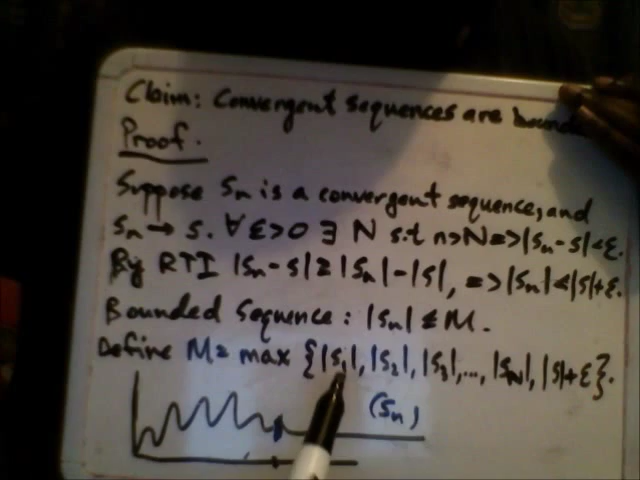 Claim: Convergent sequences are bounde
Proof.
Suppose Sn is a convergent sequence, and
Sn → s. ∀ ε>0 ∃ N s.t n>N=>|Sn-s|<ε.
By RTI |Sn-s|≥|Sn|-|s|, =>|Sn|<|s|+ε.
Bounded Sequence: |Sn| ≤ M.
Define M= max {|S1|, |S2|, |S3|,..., |SN|, |s|+ε}.
(Sn)